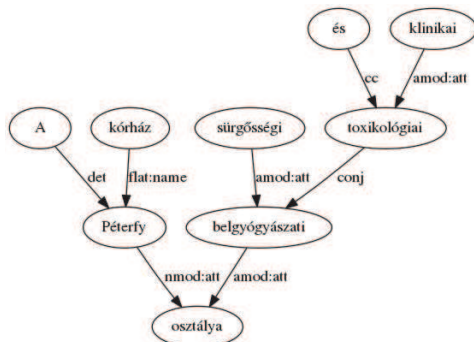 és klinikai
cc amod:att
A kórház sürgősségi toxikológiai
det flat:name amod:att conj
Péterfy belgyógyászati
nmod:att amod:att
osztálya